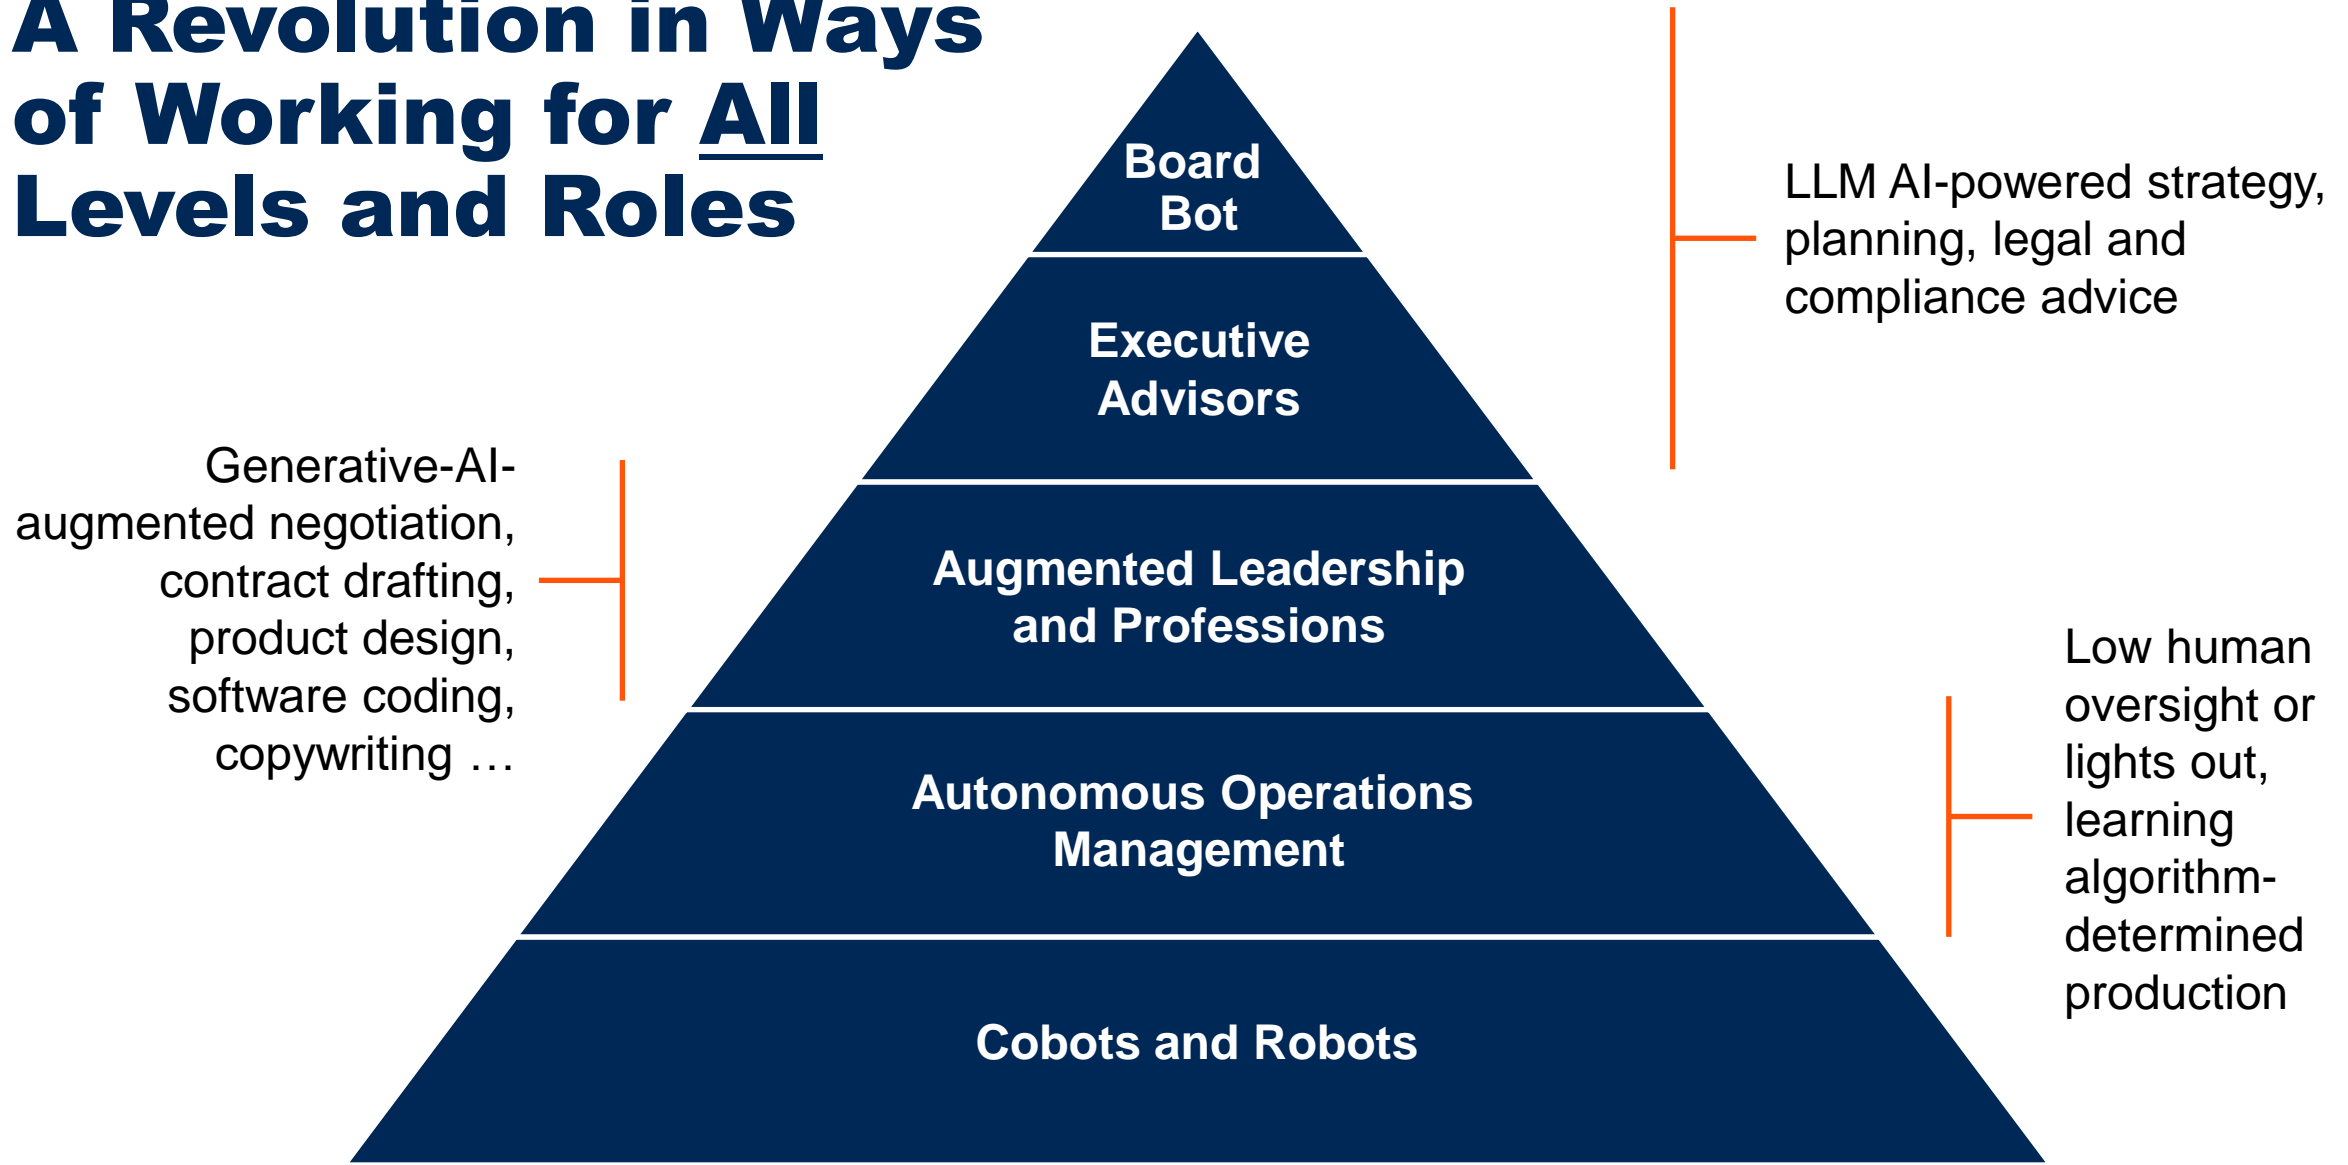 A Revolution in Ways
of Working for All
Levels and Roles
Board
Bot
LLM AI-powered strategy,
planning, legal and
compliance advice
Executive
Advisors
Generative-AI-
augmented negotiation,
contract drafting,
product design,
software coding,
copywriting …
Augmented Leadership
and Professions
Autonomous Operations
Management
Low human
oversight or
lights out,
learning
algorithm-
determined
production
Cobots and Robots